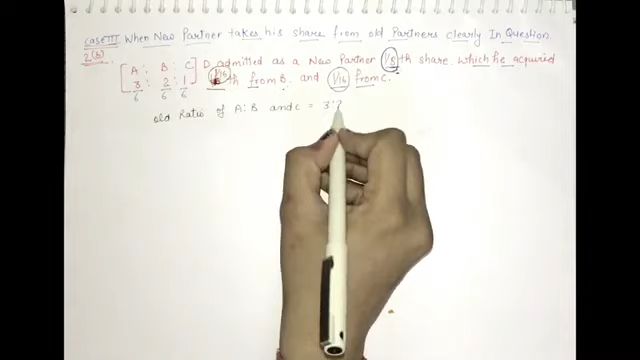 Case III When New Partner takes his share from old Partners clearly In Question.
2(b) A : B : C D admitted as a New Partner 1/8th share which he acquired
3 : 2 : 1 1/16 th from B. and 1/16 from C.
6 6 6
old Ratio of A:B and C = 3:2